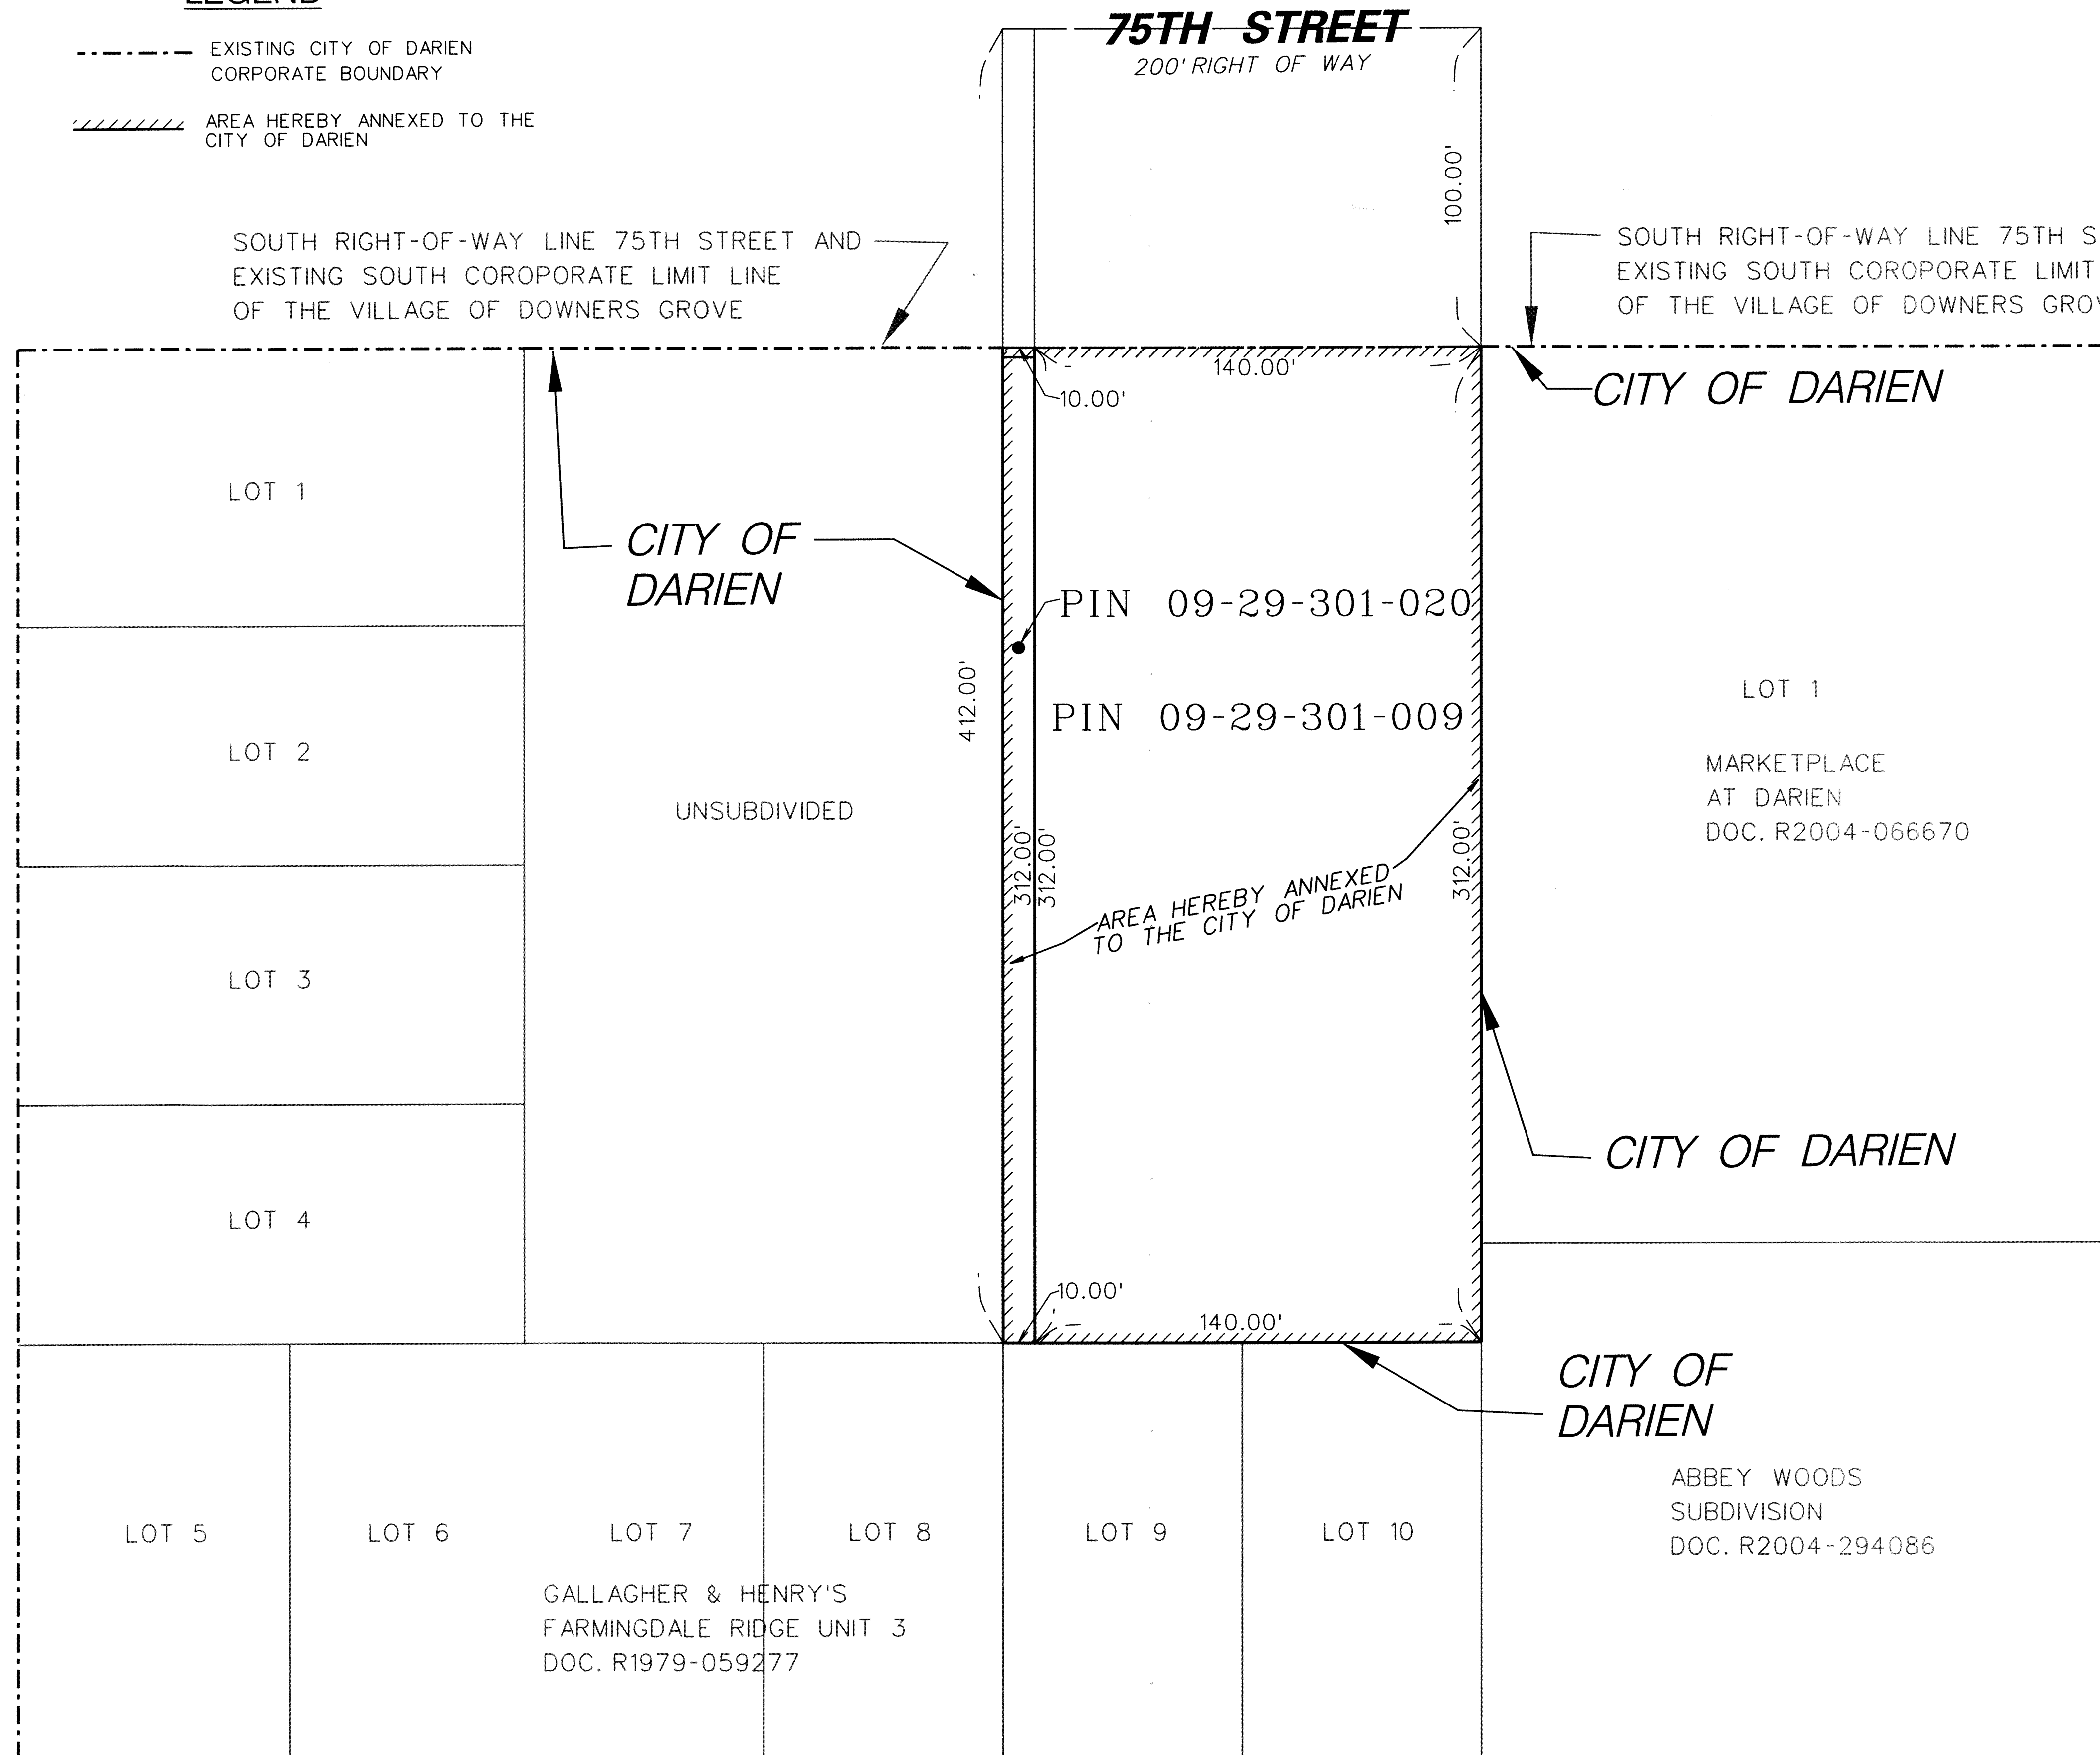 LEGEND
EXISTING CITY OF DARIEN
CORPORATE BOUNDARY
AREA HEREBY ANNEXED TO THE
CITY OF DARIEN
75TH STREET
200' RIGHT OF WAY
100.00'
SOUTH RIGHT-OF-WAY LINE 75TH STREET AND
EXISTING SOUTH COROPORATE LIMIT LINE
OF THE VILLAGE OF DOWNERS GROVE
SOUTH RIGHT-OF-WAY LINE 75TH S
EXISTING SOUTH COROPORATE LIMIT
OF THE VILLAGE OF DOWNERS GROV
140.00'
10.00'
CITY OF DARIEN
LOT 1
CITY OF
DARIEN
PIN 09-29-301-020
412.00'
PIN 09-29-301-009
LOT 1
MARKETPLACE
AT DARIEN
DOC. R2004-066670
LOT 2
UNSUBDIVIDED
312.00'
312.00'
312.00'
AREA HEREBY ANNEXED
TO THE CITY OF DARIEN
LOT 3
CITY OF DARIEN
LOT 4
10.00'
140.00'
CITY OF
DARIEN
ABBEY WOODS
SUBDIVISION
DOC. R2004-294086
LOT 5
LOT 6
LOT 7
LOT 8
LOT 9
LOT 10
GALLAGHER & HENRY'S
FARMINGDALE RIDGE UNIT 3
DOC. R1979-059277